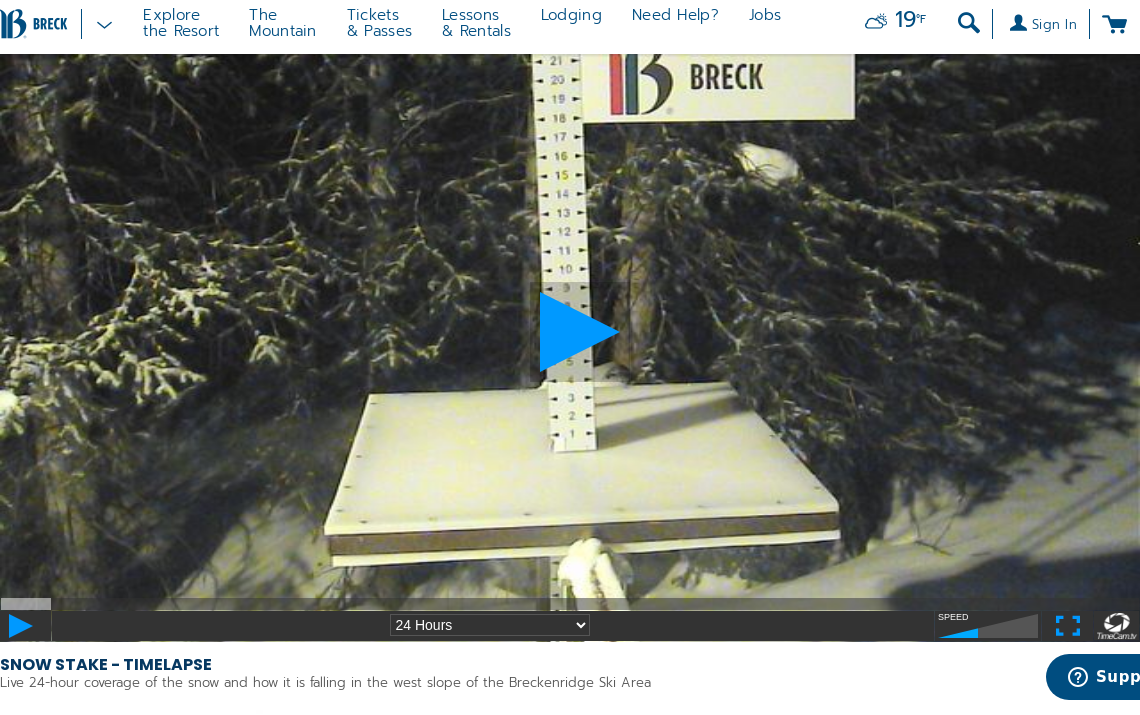 BRECK
Explore
the Resort
The
Mountain
Tickets
& Passes
Lessons
& Rentals
Lodging
Need Help?
Jobs
19°F
Sign In
21
20
19
18
17
16
15
14
13
12
11
10
9
8
5
4
3
2
1
BRECK
24 Hours
SPEED
TimeCam.tv
SNOW STAKE - TIMELAPSE
Live 24-hour coverage of the snow and how it is falling in the west slope of the Breckenridge Ski Area
Supp